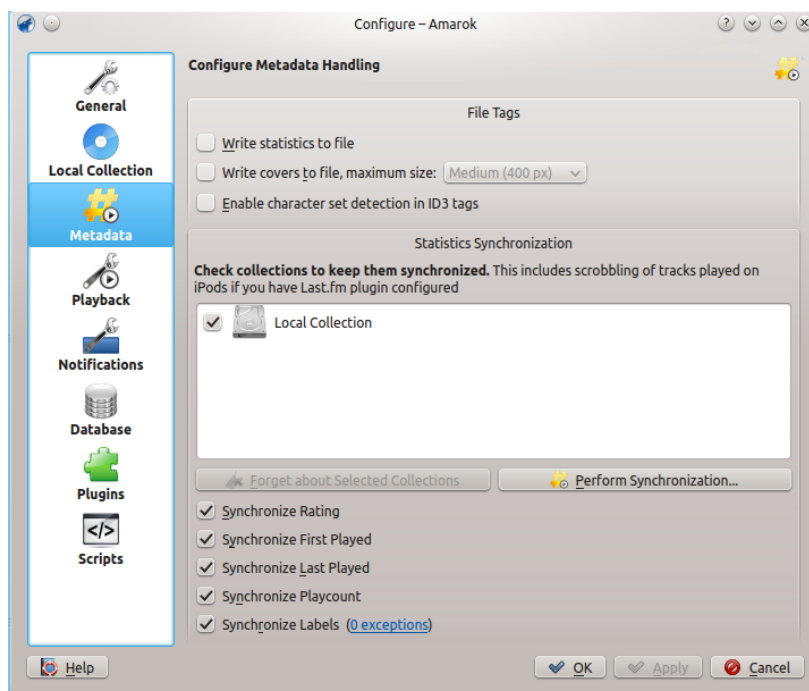 Configure – Amarok
General
Local Collection
Metadata
Playback
Notifications
Database
Plugins
Scripts
Configure Metadata Handling
File Tags
Write statistics to file
Write covers to file, maximum size: Medium (400 px)
Enable character set detection in ID3 tags
Statistics Synchronization
Check collections to keep them synchronized. This includes scrobbling of tracks played on
iPods if you have Last.fm plugin configured
Local Collection
Forget about Selected Collections Perform Synchronization...
Synchronize Rating
Synchronize First Played
Synchronize Last Played
Synchronize Playcount
Synchronize Labels (0 exceptions)
Help OK Apply Cancel